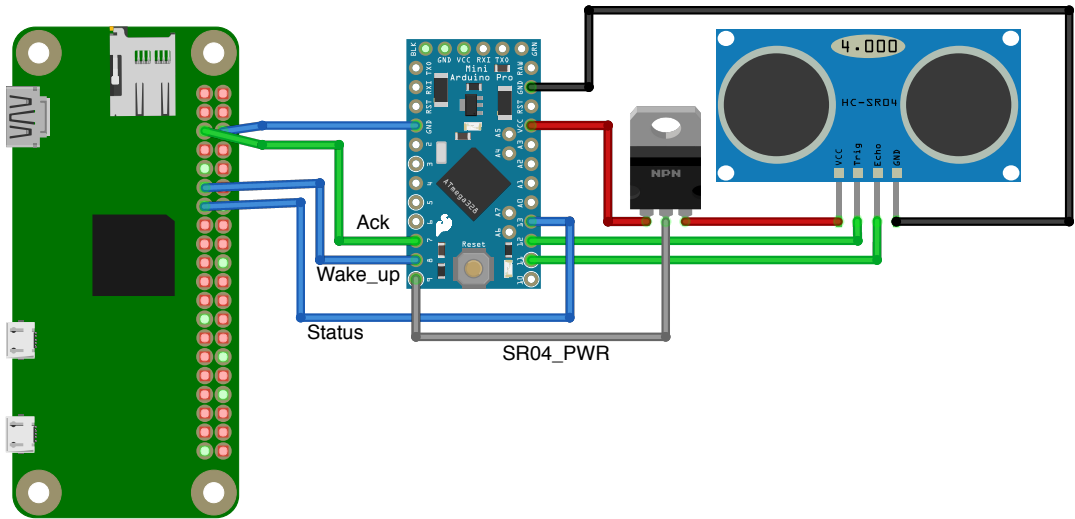 BLK
GND VCC RXI TX0
GRN
Mini
Arduino Pro
TX0
RXI
RST
GND
2
3
4
5
6
7
8
9
RAW
GND
RST
VCC
A3
A2
A1
A0
13
12
11
10
A5
A4
A7
A6
ATmega328
Reset
NPN
4.000
HC-SR04
VCC
Trig
Echo
GND
Ack
Wake_up
Status
SR04_PWR